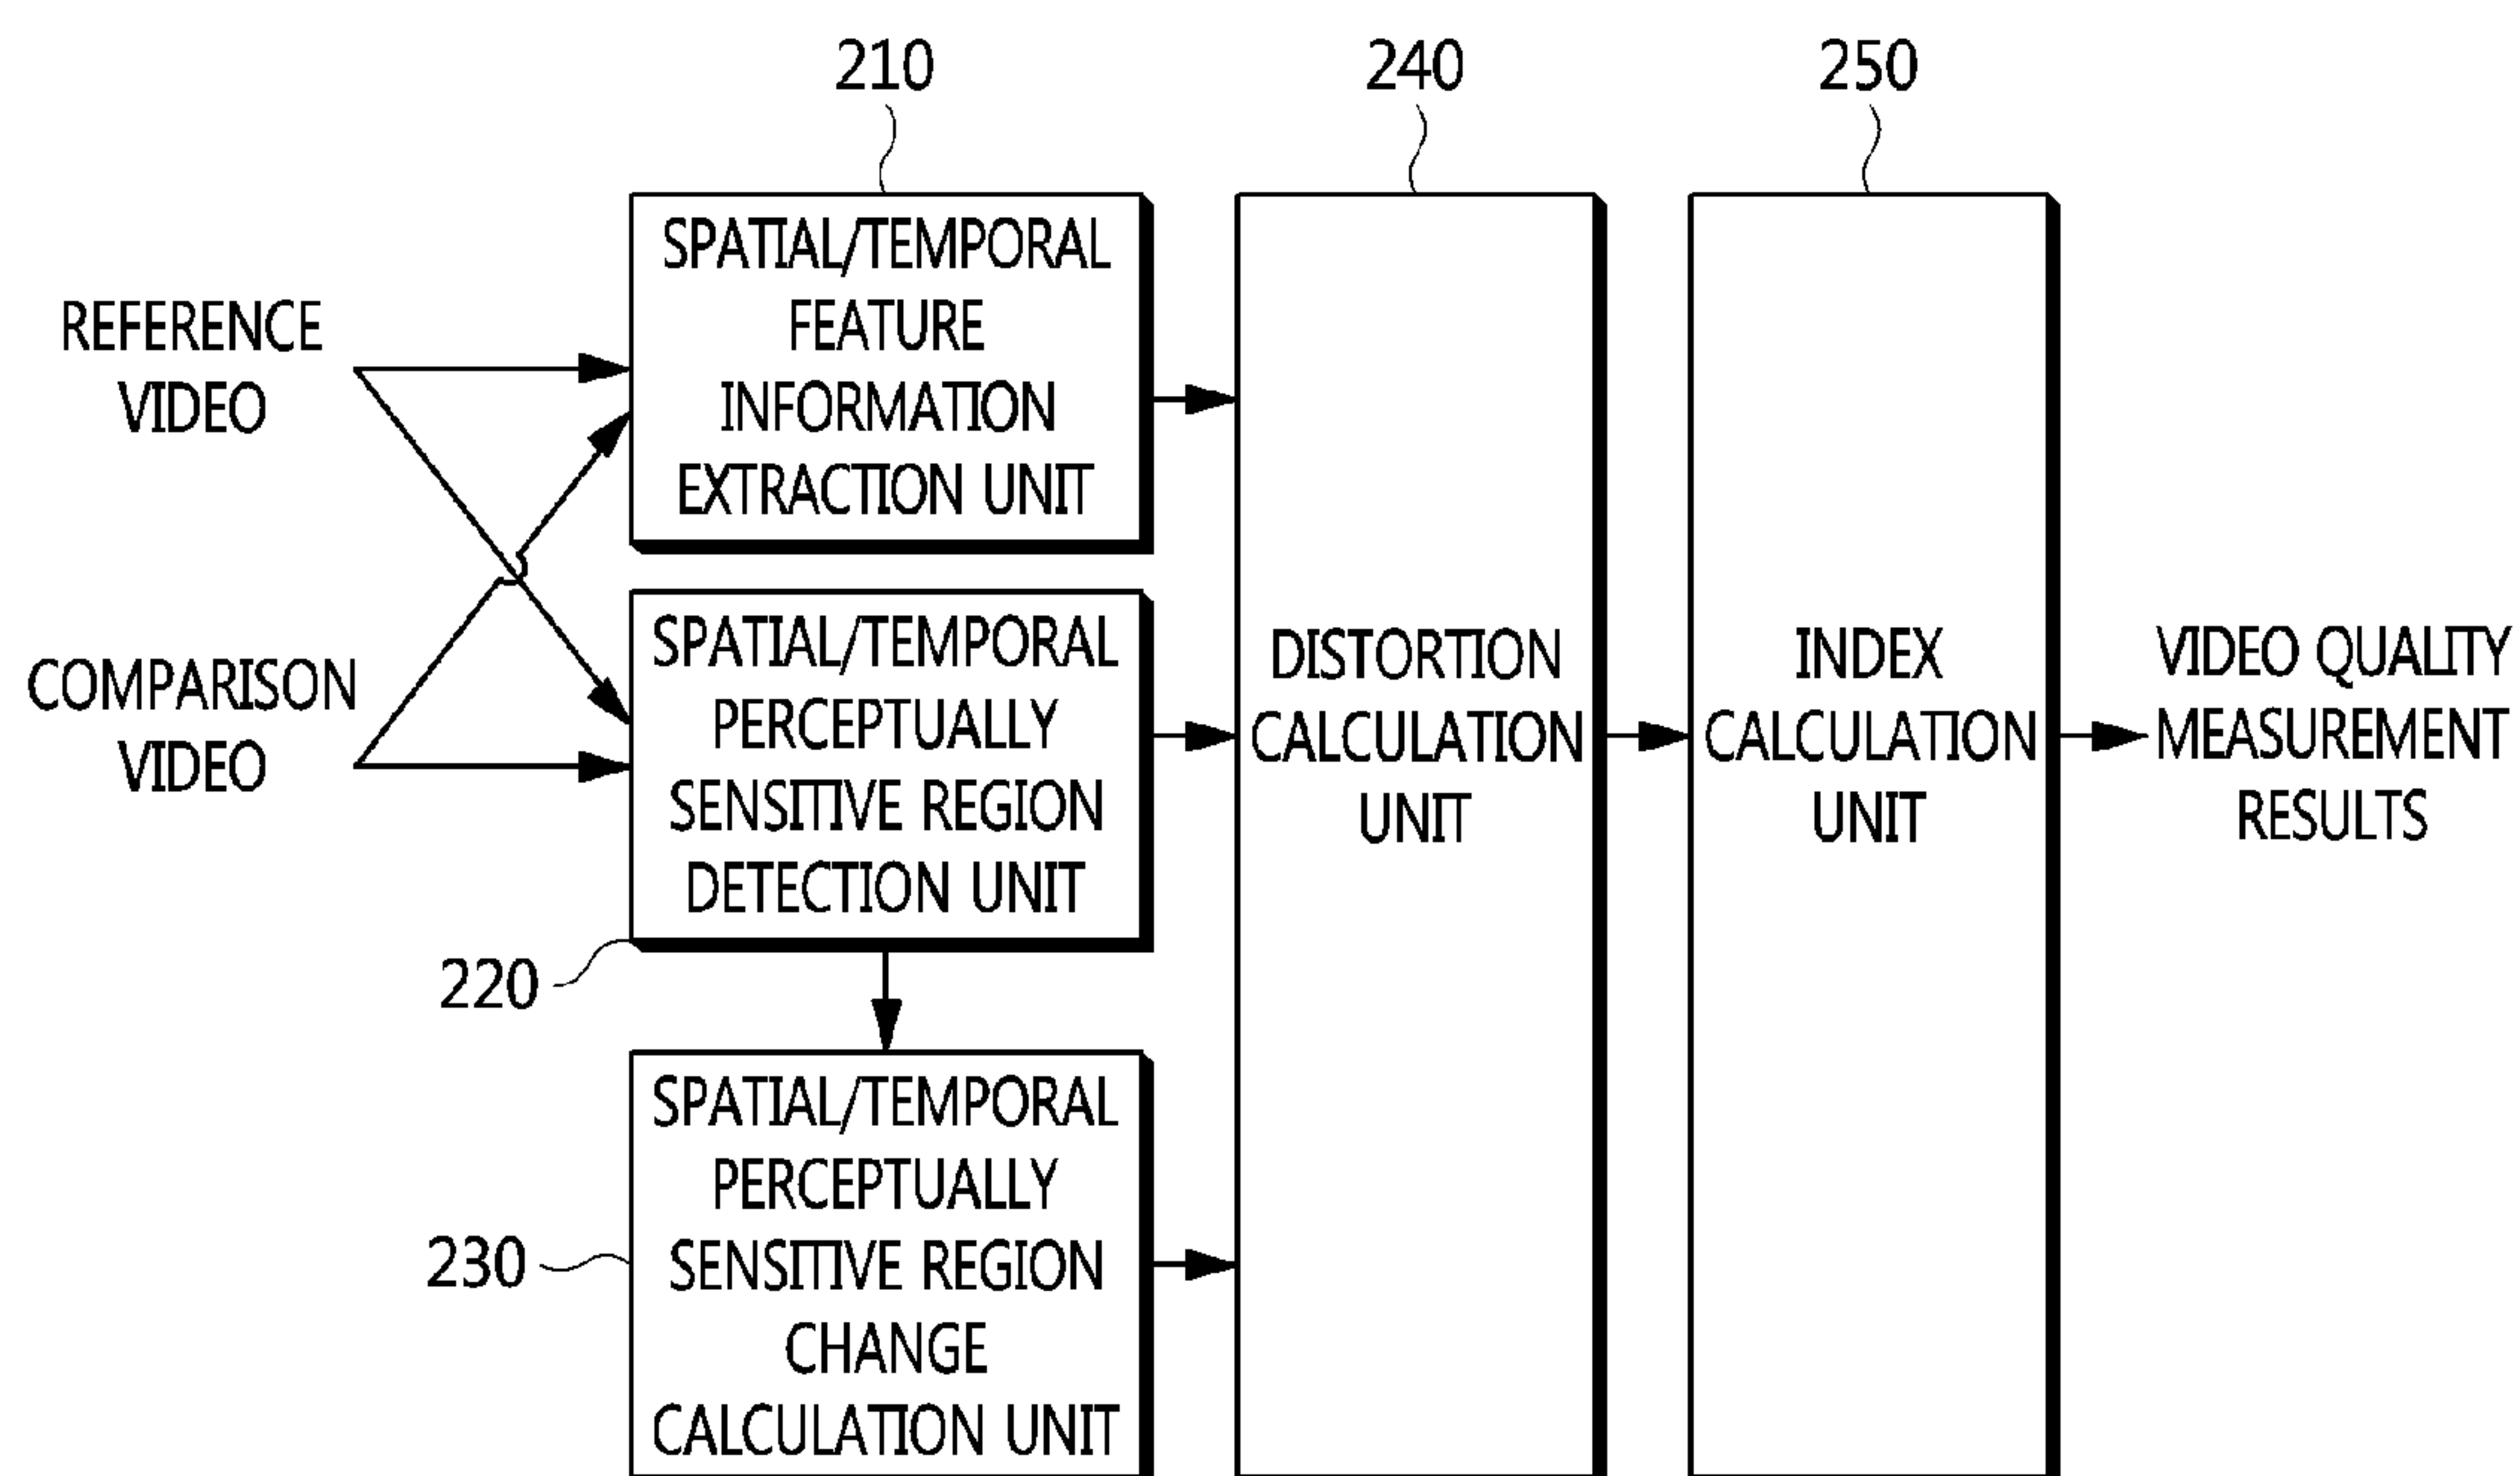 210
240
250
REFERENCE
VIDEO
COMPARISON
VIDEO
SPATIAL/TEMPORAL
FEATURE
INFORMATION
EXTRACTION UNIT
SPATIAL/TEMPORAL
PERCEPTUALLY
SENSITIVE REGION
DETECTION UNIT
220
SPATIAL/TEMPORAL
PERCEPTUALLY
SENSITIVE REGION
CHANGE
CALCULATION UNIT
230
DISTORTION
CALCULATION
UNIT
INDEX
CALCULATION
UNIT
VIDEO QUALITY
MEASUREMENT
RESULTS